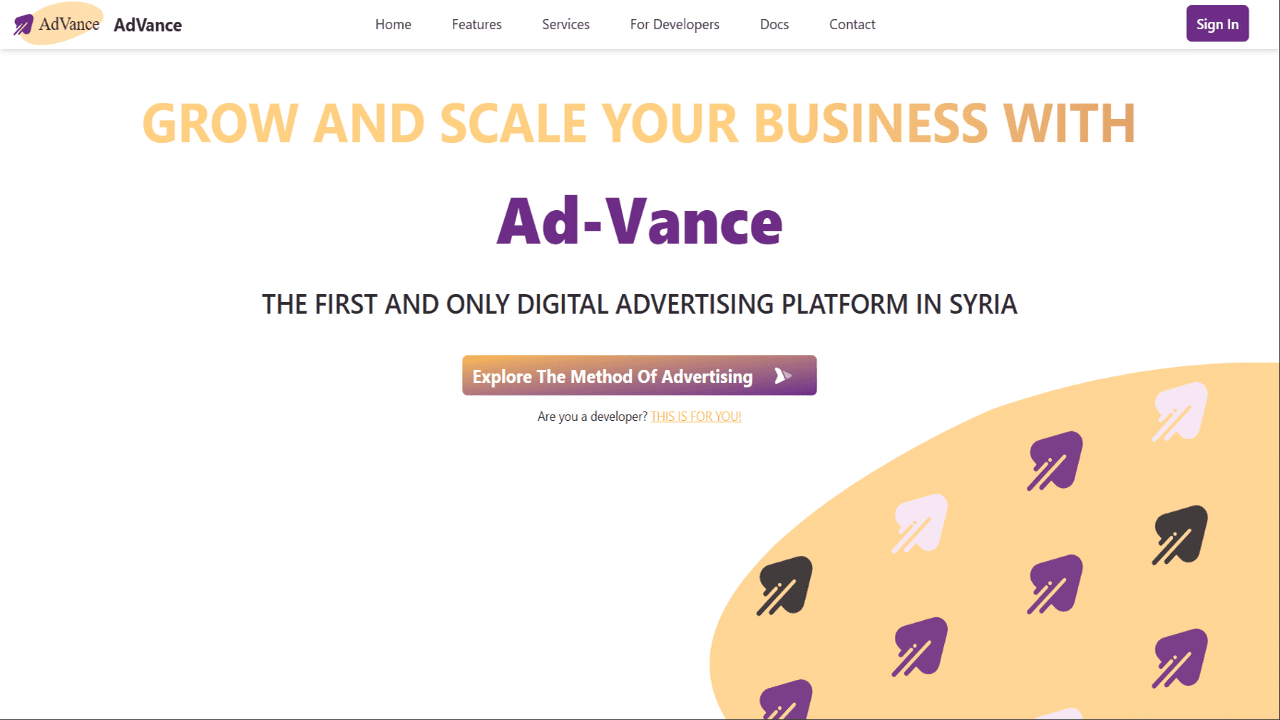 AdVance
AdVance
Home
Features
Services
For Developers
Docs
Contact
Sign In
GROW AND SCALE YOUR BUSINESS WITH
Ad-Vance
THE FIRST AND ONLY DIGITAL ADVERTISING PLATFORM IN SYRIA
Explore The Method Of Advertising
Are you a developer? THIS IS FOR YOU!